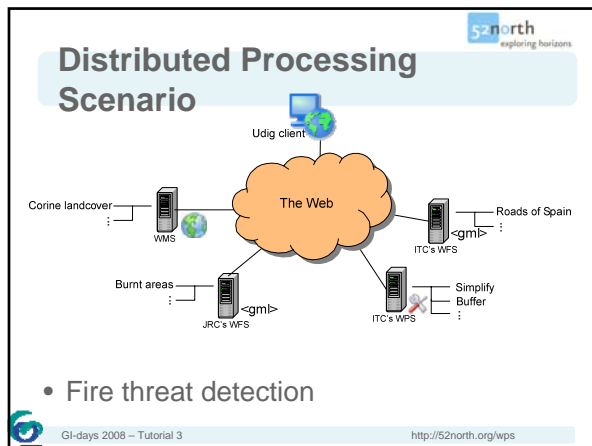 52north
exploring horizons
Distributed Processing
Scenario
Udig client
The Web
Corine landcover
⋮
WMS
Roads of Spain
⋮
ITC's WFS
<gml>
Burnt areas
⋮
JRC's WFS
<gml>
Simplify
Buffer
⋮
ITC's WPS
• Fire threat detection
GI-days 2008 – Tutorial 3
http://52north.org/wps